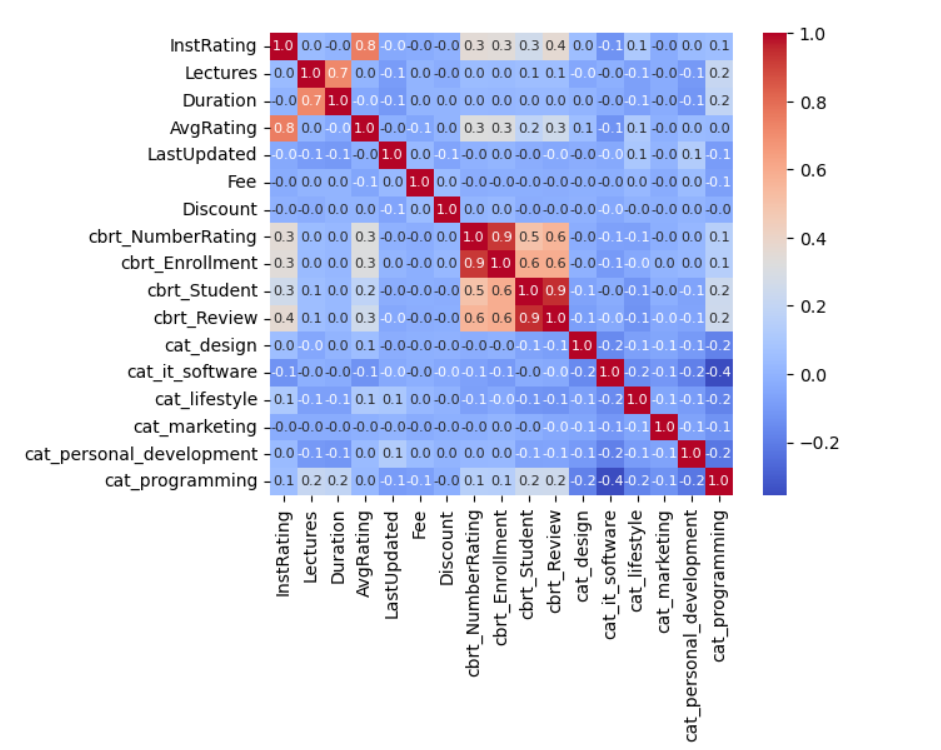 InstRating 1.0 0.0 -0.0 0.8 -0.0 -0.0 -0.0 0.3 0.3 0.3 0.4 0.0 -0.1 0.1 -0.0 0.0 0.1
Lectures 0.0 1.0 0.7 0.0 -0.1 0.0 -0.0 0.0 0.0 0.1 0.1 -0.0 -0.0 -0.1 -0.0 -0.1 0.2
Duration -0.0 0.7 1.0 -0.0 -0.1 0.0 0.0 0.0 0.0 0.0 0.0 0.0 -0.0 -0.1 -0.0 -0.1 0.2
AvgRating 0.8 0.0 -0.0 1.0 -0.0 -0.1 0.0 0.3 0.3 0.2 0.3 0.1 -0.1 0.1 -0.0 0.0 0.0
LastUpdated -0.0 -0.1 -0.1 -0.0 1.0 0.0 -0.1 -0.0 0.0 -0.0 -0.0 -0.0 -0.0 0.1 -0.0 0.1 -0.1
Fee -0.0 0.0 0.0 -0.1 0.0 1.0 0.0 -0.0 -0.0 -0.0 -0.0 -0.0 -0.0 0.0 -0.0 0.0 -0.1
Discount -0.0 -0.0 0.0 0.0 -0.1 0.0 1.0 0.0 0.0 -0.0 -0.0 -0.0 -0.0 -0.0 -0.0 0.0 -0.0
cbrt_NumberRating 0.3 0.0 0.0 0.3 -0.0 -0.0 0.0 1.0 0.9 0.5 0.6 -0.0 -0.1 -0.1 -0.0 0.0 0.1
cbrt_Enrollment 0.3 0.0 0.0 0.3 -0.0 -0.0 0.0 0.9 1.0 0.6 0.6 -0.0 -0.1 -0.0 0.0 0.0 0.1
cbrt_Student 0.3 0.1 0.0 0.2 -0.0 -0.0 -0.0 0.5 0.6 1.0 0.9 -0.1 -0.0 -0.1 -0.0 -0.1 0.2
cbrt_Review 0.4 0.1 0.0 0.3 -0.0 -0.0 -0.0 0.6 0.6 0.9 1.0 -0.1 -0.0 -0.1 -0.0 -0.1 0.2
cat_design 0.0 -0.0 0.0 0.1 -0.0 -0.0 -0.0 -0.0 -0.0 -0.1 -0.1 1.0 -0.2 -0.1 -0.1 -0.1 -0.2
cat_it_software -0.1 -0.0 -0.0 -0.1 -0.0 -0.0 -0.0 -0.1 -0.1 -0.0 -0.0 -0.2 1.0 -0.2 -0.1 -0.2 -0.4
cat_lifestyle 0.1 -0.1 -0.1 0.1 0.1 0.0 -0.0 -0.1 -0.0 -0.1 -0.1 -0.1 -0.2 1.0 -0.1 -0.1 -0.2
cat_marketing -0.0 -0.0 -0.0 -0.0 -0.0 -0.0 -0.0 -0.0 0.0 -0.0 -0.0 -0.1 -0.1 -0.1 1.0 -0.1 -0.1
cat_personal_development 0.0 -0.1 -0.1 0.0 0.1 0.0 0.0 0.0 0.0 -0.1 -0.1 -0.1 -0.2 -0.1 -0.1 1.0 -0.2
cat_programming 0.1 0.2 0.2 0.0 -0.1 -0.1 -0.0 0.1 0.1 0.2 0.2 -0.2 -0.4 -0.2 -0.1 -0.2 1.0
InstRating
Lectures
Duration
AvgRating
LastUpdated
Fee
Discount
cbrt_NumberRating
cbrt_Enrollment
cbrt_Student
cbrt_Review
cat_design
cat_it_software
cat_lifestyle
cat_marketing
cat_personal_development
cat_programming
1.0
0.8
0.6
0.4
0.2
0.0
−0.2